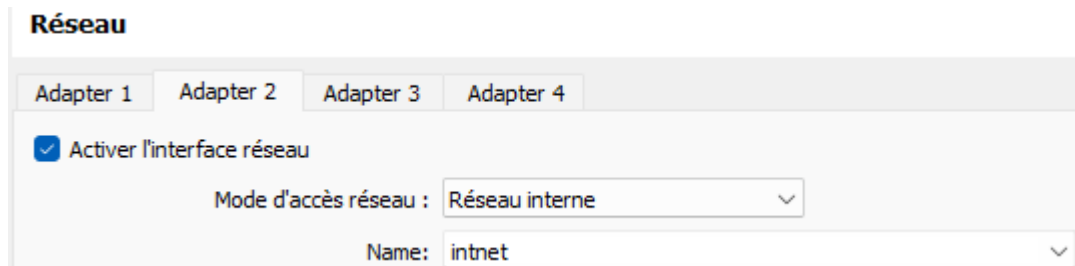 Réseau
Adapter 1 Adapter 2 Adapter 3 Adapter 4
Activer l'interface réseau
Mode d'accès réseau : Réseau interne
Name: intnet